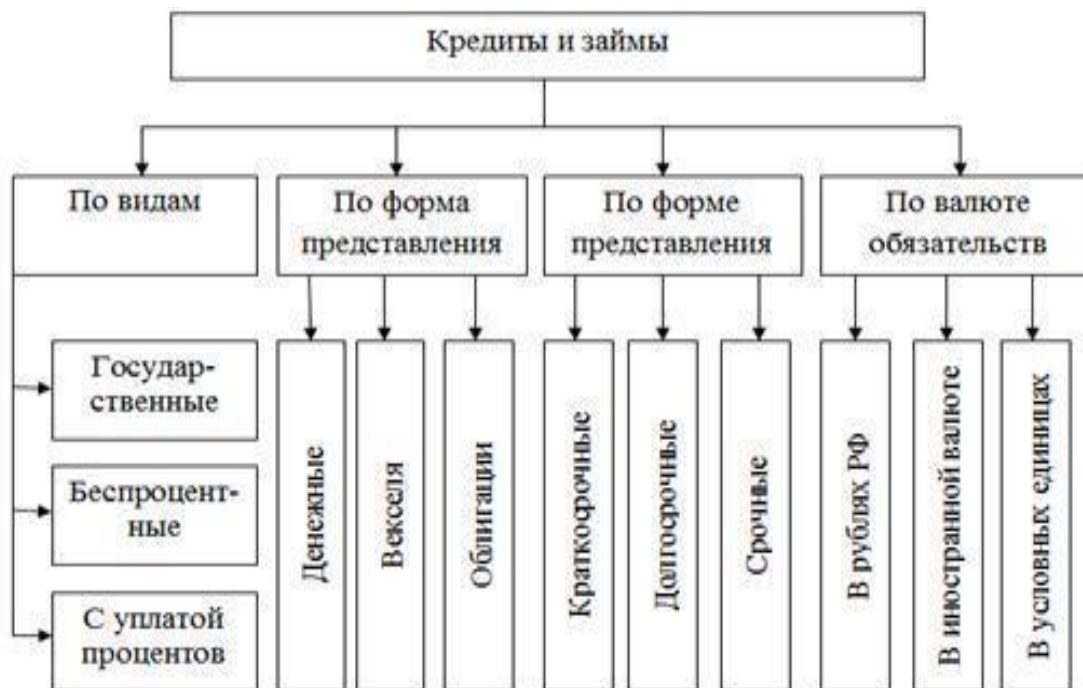 Кредиты и займы
По видам
По форма
представления
По форме
представления
По валюте
обязательств
Государ-
ственные
Беспроцент-
ные
С уплатой
процентов
Денежные
Векселя
Облигации
Краткосрочные
Долгосрочные
Срочные
В рублях РФ
В иностранной валюте
В условных единицах